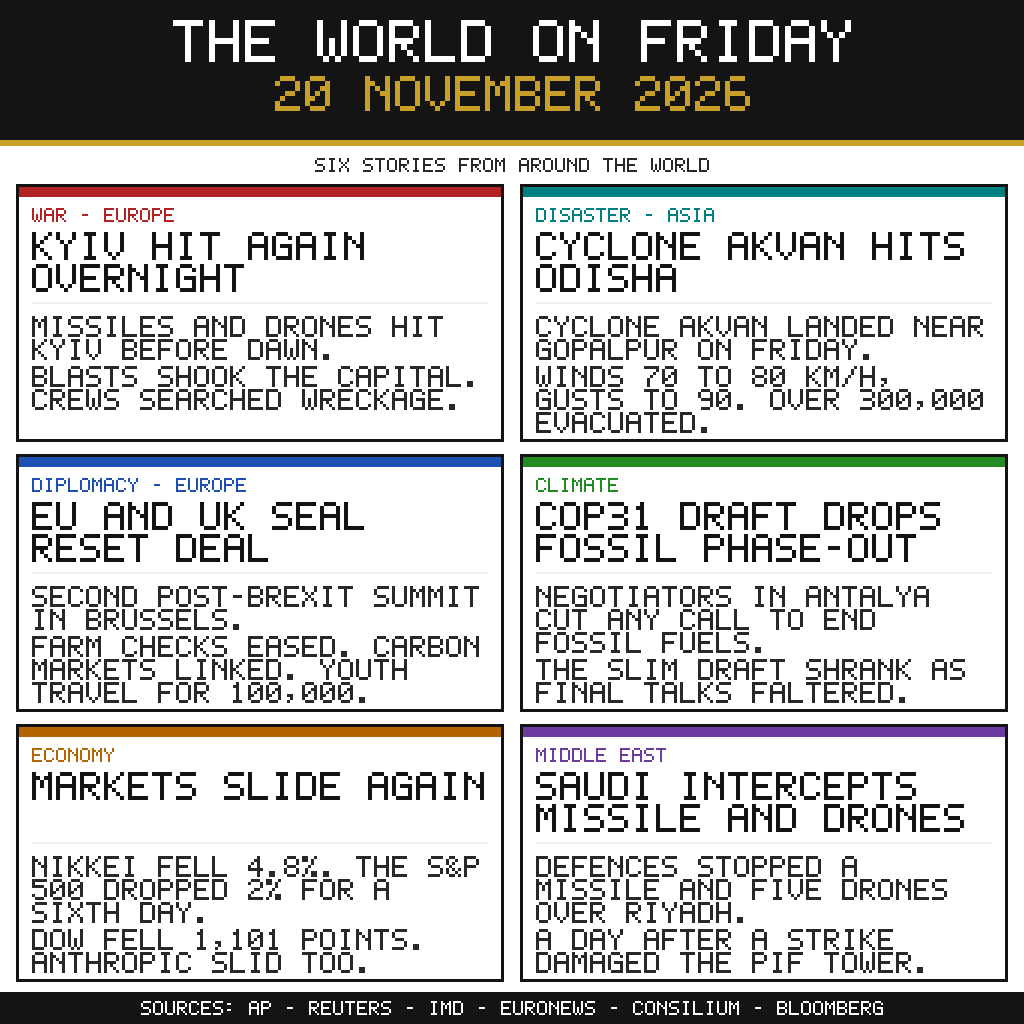 THE WORLD ON FRIDAY
20 NOVEMBER 2026
SIX STORIES FROM AROUND THE WORLD
WAR - EUROPE
KYIV HIT AGAIN
OVERNIGHT
MISSILES AND DRONES HIT
KYIV BEFORE DAWN.
BLASTS SHOOK THE CAPITAL.
CREWS SEARCHED WRECKAGE.
DISASTER - ASIA
CYCLONE AKVAN HITS
ODISHA
CYCLONE AKVAN LANDED NEAR
GOPALPUR ON FRIDAY.
WINDS 70 TO 80 KM/H,
GUSTS TO 90. OVER 300,000
EVACUATED.
DIPLOMACY - EUROPE
EU AND UK SEAL
RESET DEAL
SECOND POST-BREXIT SUMMIT
IN BRUSSELS.
FARM CHECKS EASED. CARBON
MARKETS LINKED. YOUTH
TRAVEL FOR 100,000.
CLIMATE
COP31 DRAFT DROPS
FOSSIL PHASE-OUT
NEGOTIATORS IN ANTALYA
CUT ANY CALL TO END
FOSSIL FUELS.
THE SLIM DRAFT SHRANK AS
FINAL TALKS FALTERED.
ECONOMY
MARKETS SLIDE AGAIN
NIKKEI FELL 4.8%. THE S&P
500 DROPPED 2% FOR A
SIXTH DAY.
DOW FELL 1,101 POINTS.
ANTHROPIC SLID TOO.
MIDDLE EAST
SAUDI INTERCEPTS
MISSILE AND DRONES
DEFENCES STOPPED A
MISSILE AND FIVE DRONES
OVER RIYADH.
A DAY AFTER A STRIKE
DAMAGED THE PIF TOWER.
SOURCES: AP - REUTERS - IMD - EURONEWS - CONSILIUM - BLOOMBERG